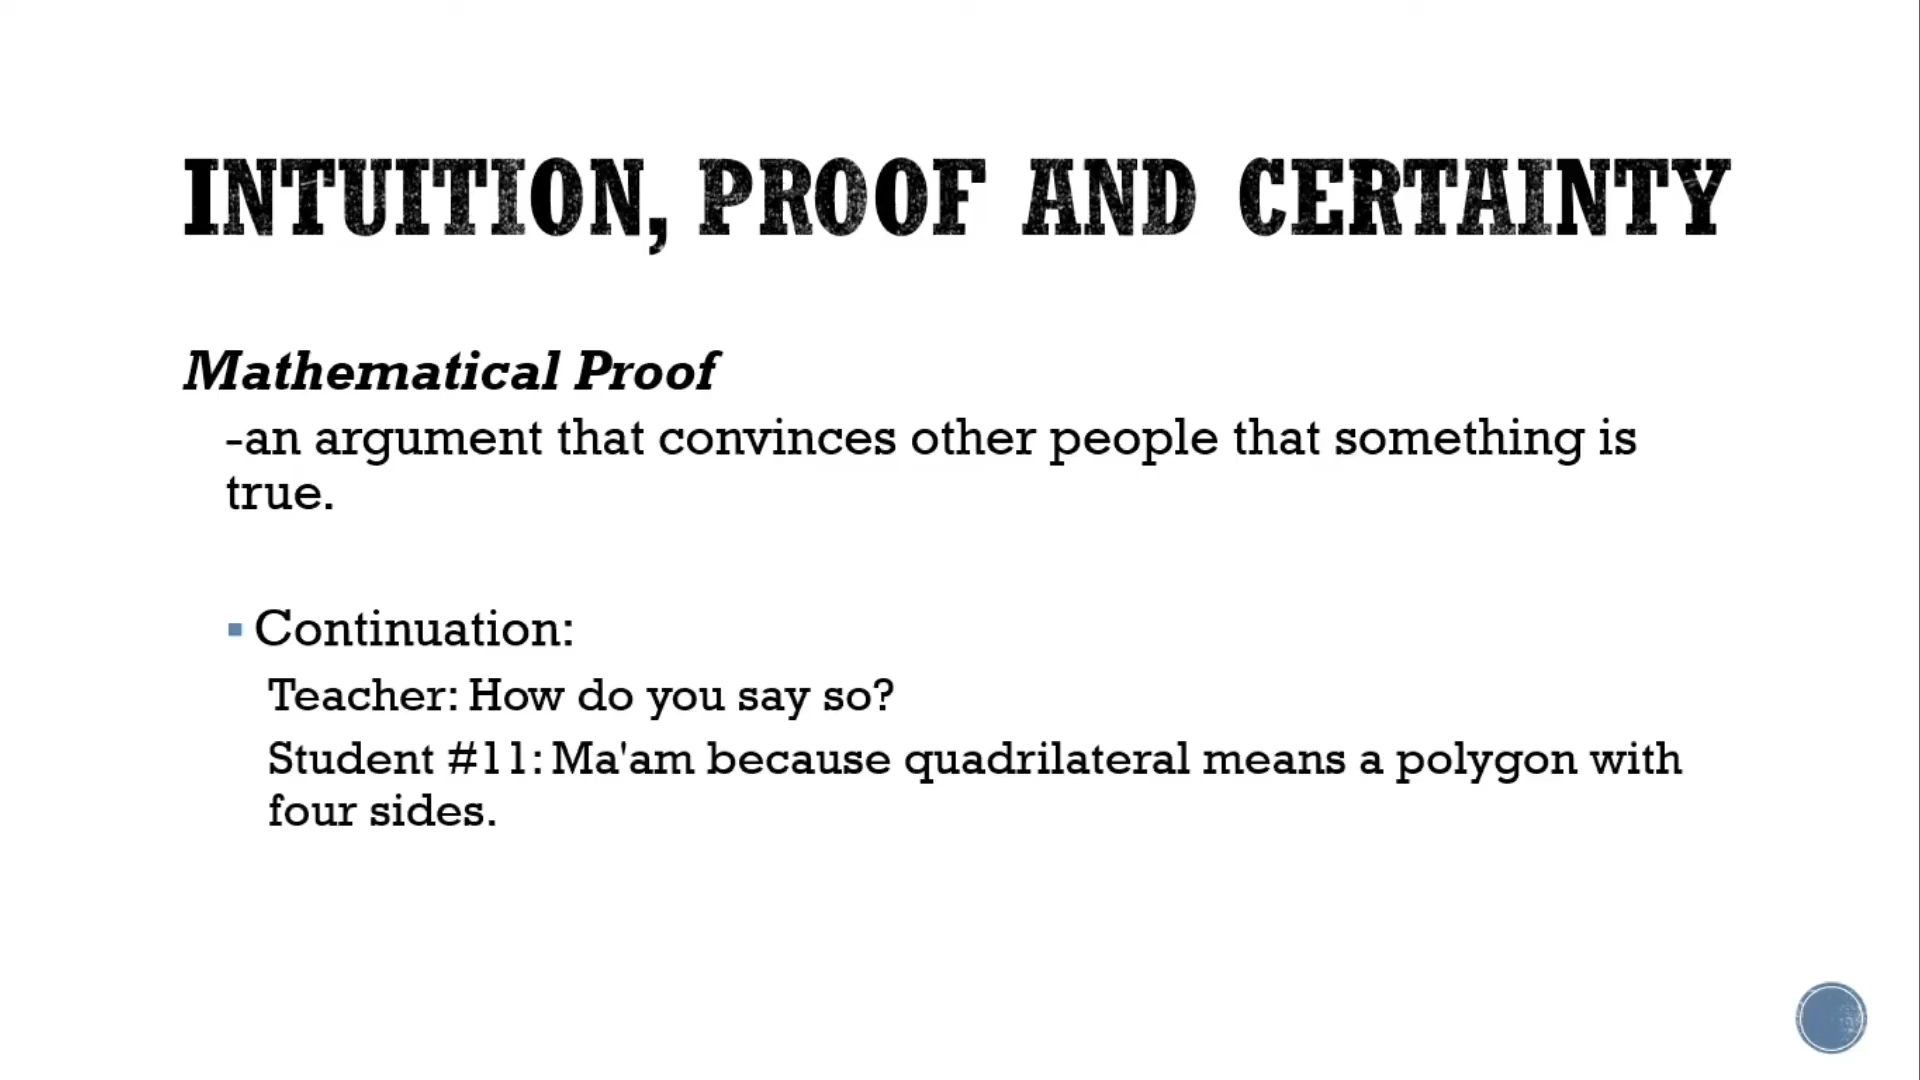 INTUITION, PROOF AND CERTAINTY
Mathematical Proof
-an argument that convinces other people that something is
true.
▪ Continuation:
Teacher: How do you say so?
Student #11: Ma'am because quadrilateral means a polygon with
four sides.